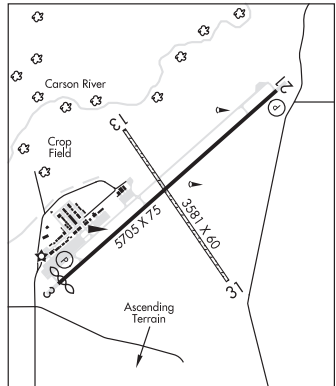 Carson River
21
13
P
Crop
Field
5705 X 75
3581 X 60
P
3
31
Ascending
Terrain